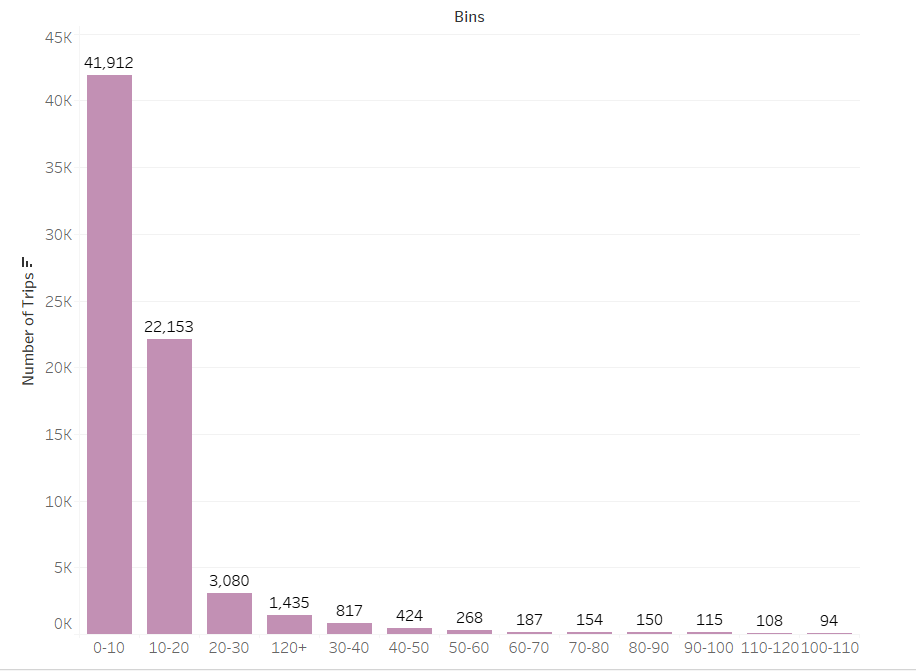 Bins
45K
40K
35K
30K
25K
20K
15K
10K
5K
0K
Number of Trips
41,912
22,153
3,080
1,435
817
424
268
187
154
150
115
108
94
0-10
10-20
20-30
120+
30-40
40-50
50-60
60-70
70-80
80-90
90-100
110-120
100-110